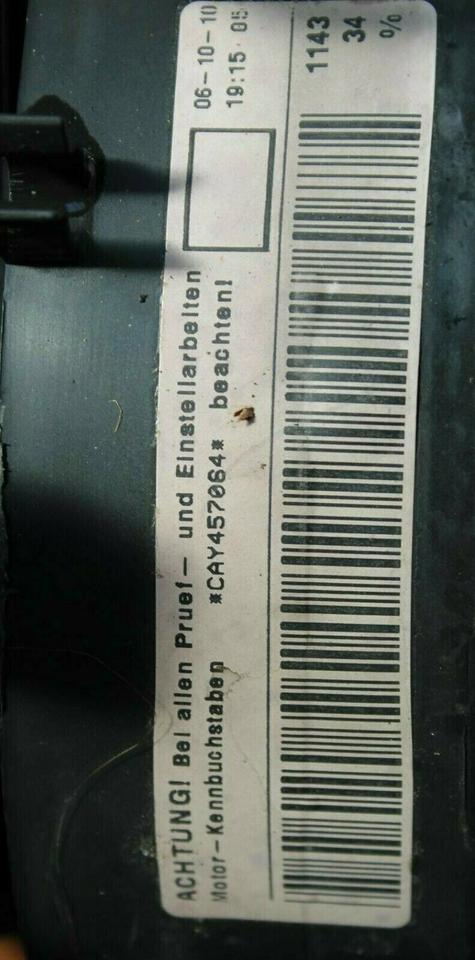 ACHTUNG! Bei allen Pruef- und Einstellarbeiten
Motor-Kennbuchstaben *CAY457064* beachten!
06-10-10
19:15 05
1143
34
%